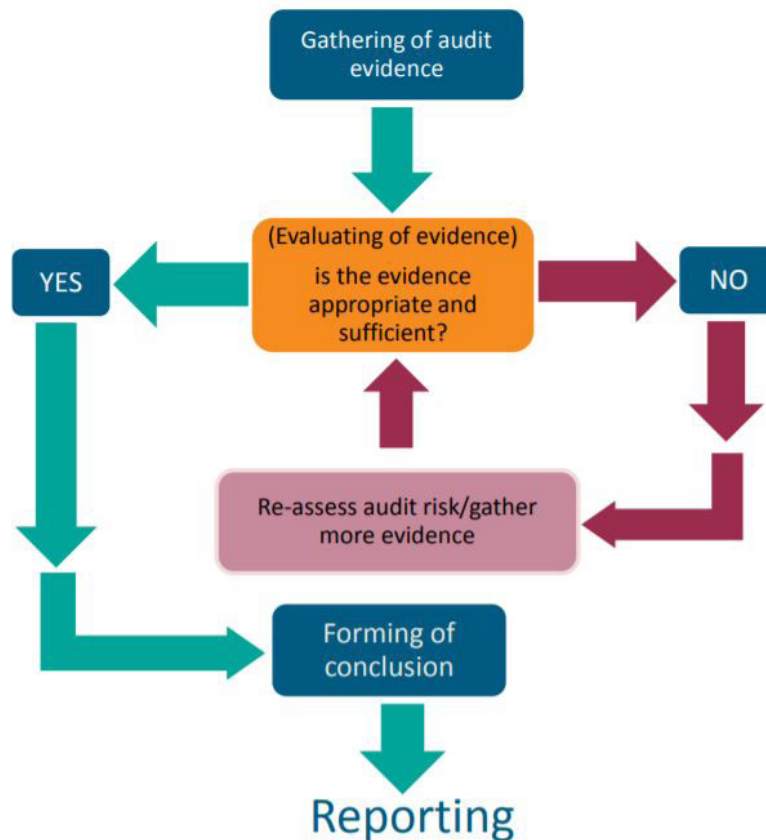 Gathering of audit
evidence
(Evaluating of evidence)
is the evidence
appropriate and
sufficient?
YES
NO
Re-assess audit risk/gather
more evidence
Forming of
conclusion
Reporting